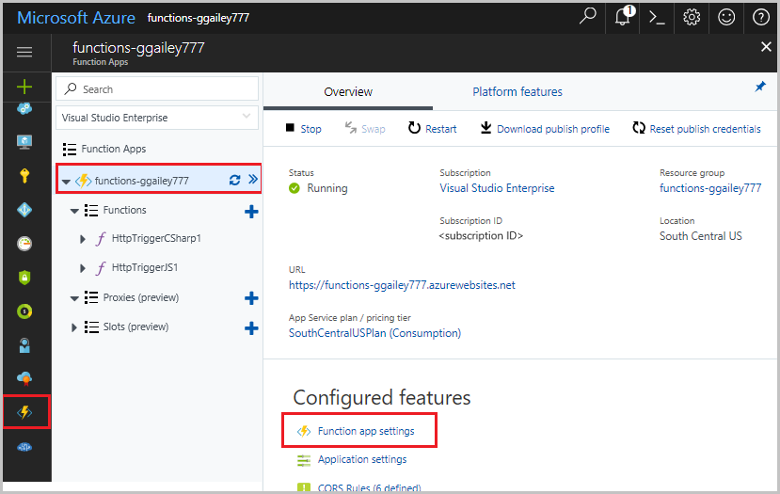 Microsoft Azure functions-ggailey777
1
functions-ggailey777
Function Apps
Search
Visual Studio Enterprise
Function Apps
functions-ggailey777
Functions
HttpTriggerCSharp1
HttpTriggerJS1
Proxies (preview)
Slots (preview)
Overview Platform features
Stop Swap Restart Download publish profile Reset publish credentials
Status Subscription Resource group
Running Visual Studio Enterprise functions-ggailey777
Subscription ID Location
<subscription ID> South Central US
URL
https://functions-ggailey777.azurewebsites.net
App Service plan / pricing tier
SouthCentralUSPlan (Consumption)
Configured features
Function app settings
Application settings
CORS Rules (6 defined)